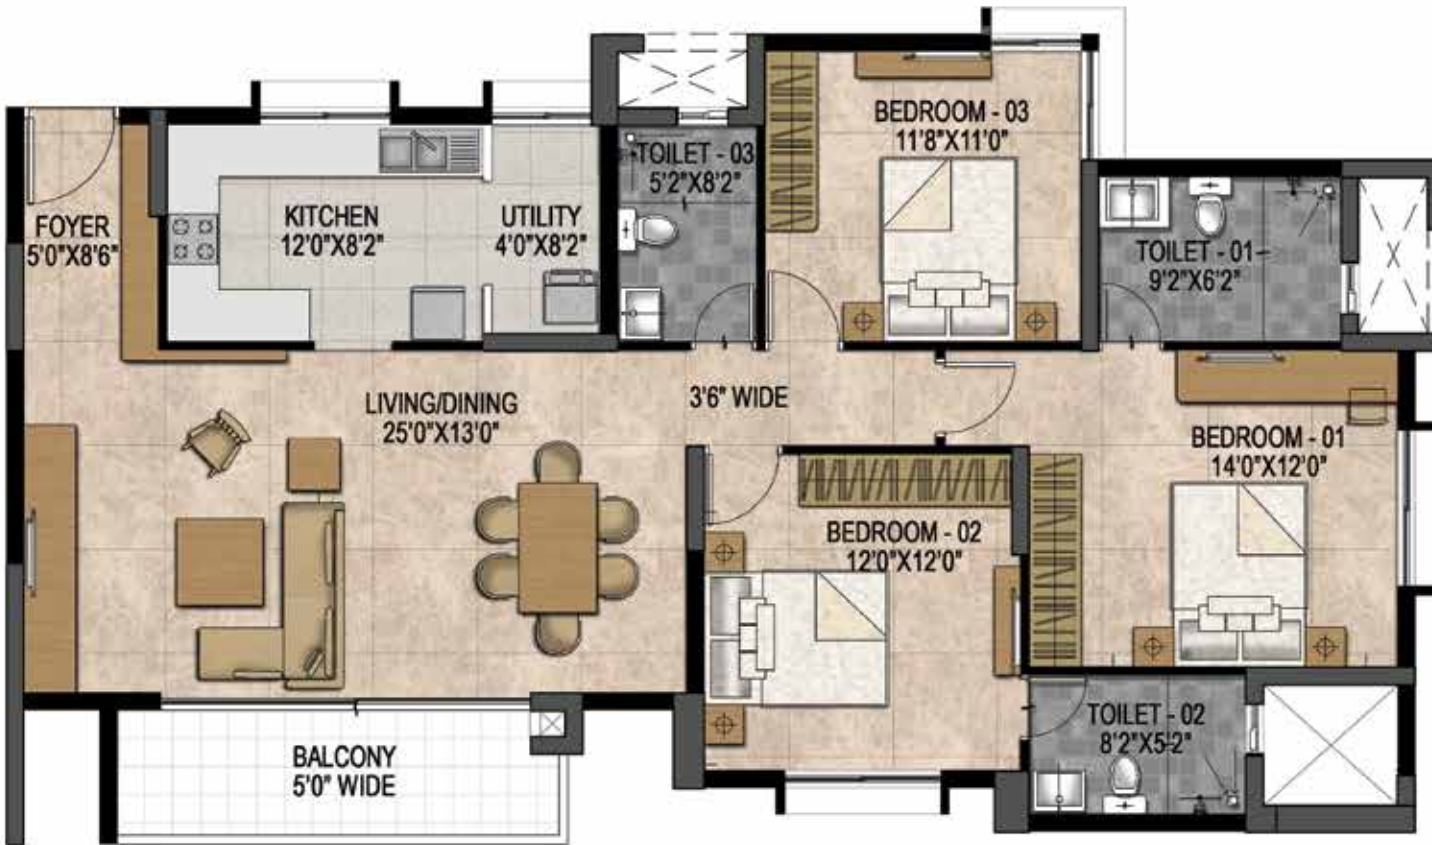 BEDROOM - 03
11'8"X11'0"
TOILET - 03
5'2"X8'2"
KITCHEN
12'0"X8'2"
UTILITY
4'0"X8'2"
FOYER
5'0"X8'6"
TOILET - 01
9'2"X6'2"
LIVING/DINING
25'0"X13'0"
3'6" WIDE
BEDROOM - 01
14'0"X12'0"
BEDROOM - 02
12'0"X12'0"
TOILET - 02
8'2"X5'2"
BALCONY
5'0" WIDE